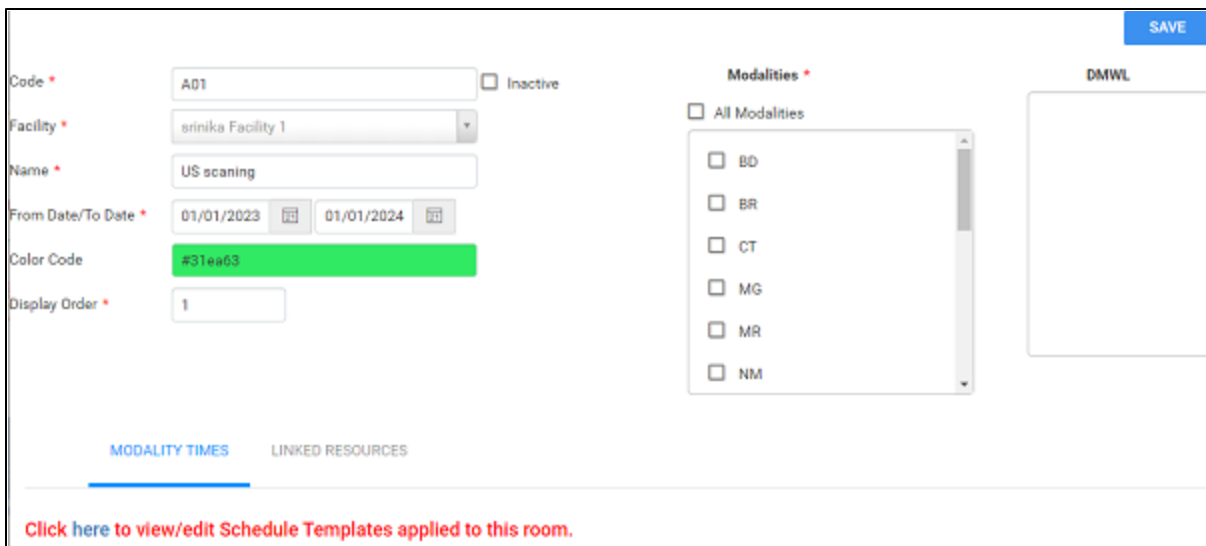 SAVE
Code *
A01
Inactive
Facility *
srinika Facility 1
Name *
US scaning
From Date/To Date *
01/01/2023
01/01/2024
Color Code
#31ea63
Display Order *
1
Modalities *
All Modalities
BD
BR
CT
MG
MR
NM
DMWL
MODALITY TIMES
LINKED RESOURCES
Click here to view/edit Schedule Templates applied to this room.